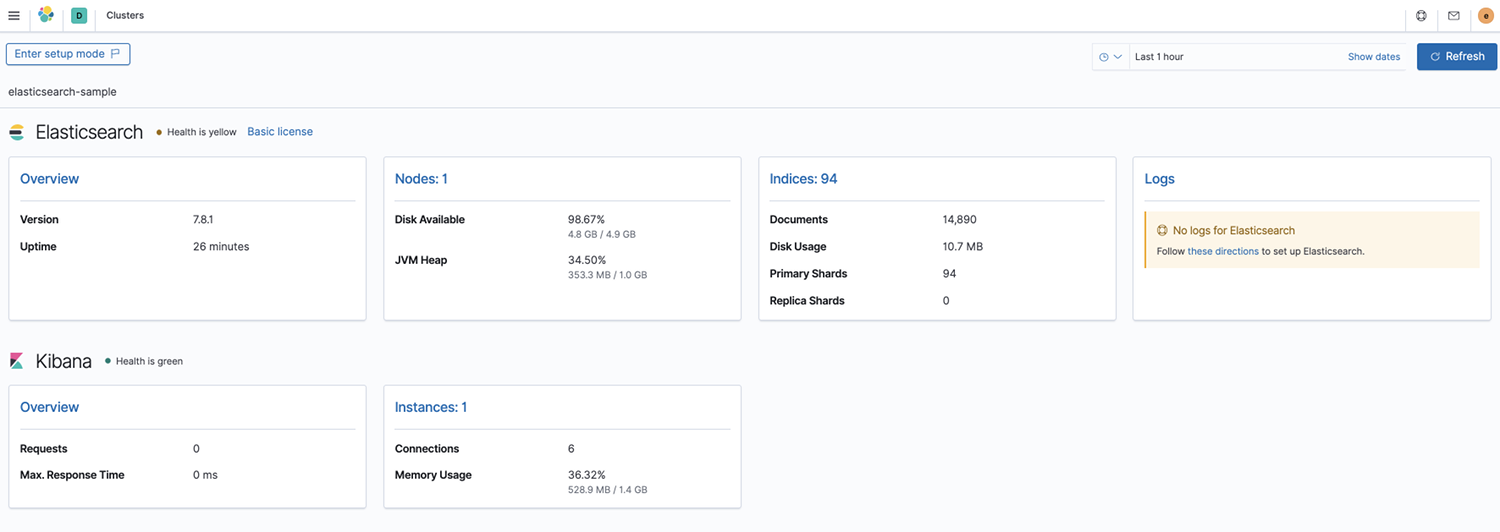 D Clusters e
Enter setup mode
Last 1 hour Show dates Refresh
elasticsearch-sample
Elasticsearch Health is yellow Basic license
Overview
Version 7.8.1
Uptime 26 minutes
Nodes: 1
Disk Available 98.67%
4.8 GB / 4.9 GB
JVM Heap 34.50%
353.3 MB / 1.0 GB
Indices: 94
Documents 14,890
Disk Usage 10.7 MB
Primary Shards 94
Replica Shards 0
Logs
No logs for Elasticsearch
Follow these directions to set up Elasticsearch.
Kibana Health is green
Overview
Requests 0
Max. Response Time 0 ms
Instances: 1
Connections 6
Memory Usage 36.32%
528.9 MB / 1.4 GB